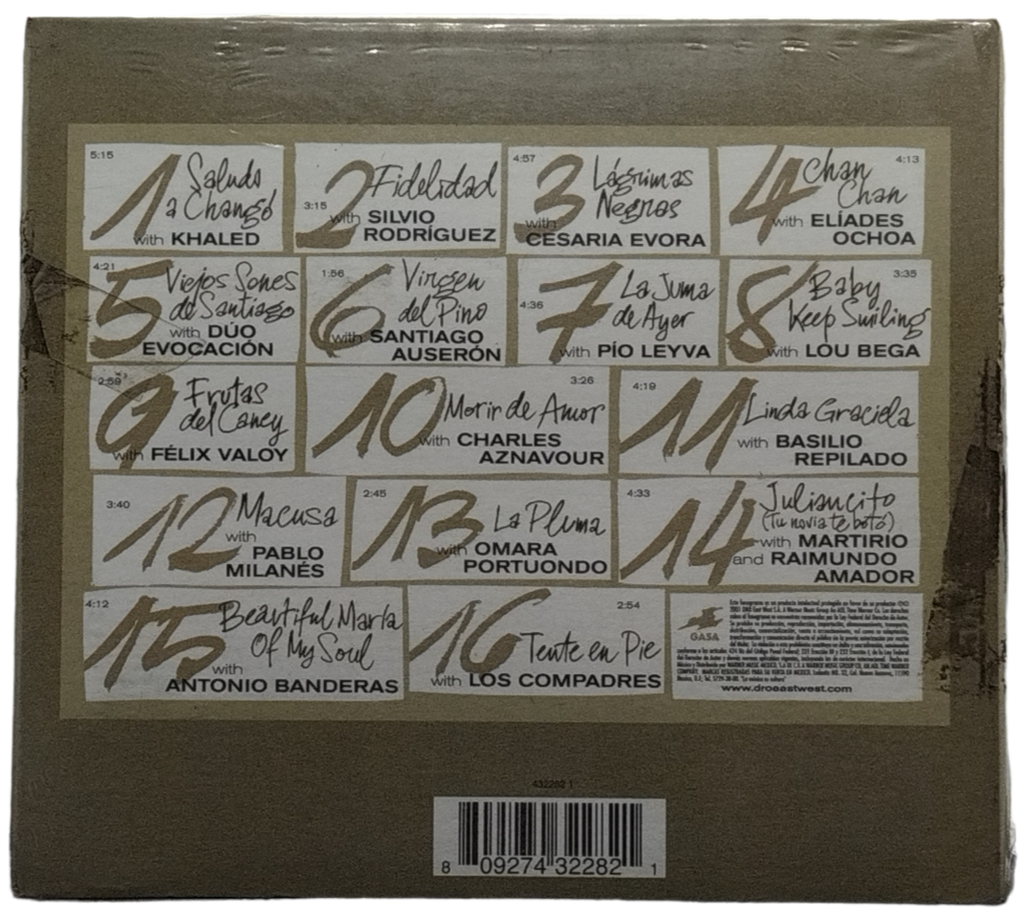 5:15
1 Saludo
a Changó
with KHALED
2 Fidelidad
3:15
with SILVIO
RODRÍGUEZ
4:57
3 Lágrimas
Negras
with
CESARIA EVORA
4 Chan
Chan
4:13
with ELÍADES
OCHOA
4:21
5 Viejos Sones
de Santiago
with DÚO
EVOCACIÓN
1:56
6 Virgen
del Pino
with SANTIAGO
AUSERÓN
7 La Juma
de Ayer
4:36
with PÍO LEYVA
3:35
8 Baby
Keep Smiling
with LOU BEGA
2:59
9 Frutas
del Caney
with FÉLIX VALOY
3:26
10 Morir de Amor
with CHARLES
AZNAVOUR
4:19
11 Linda Graciela
with BASILIO
REPILADO
3:40
12 Macusa
with
PABLO
MILANÉS
2:45
13 La Pluma
with OMARA
PORTUONDO
4:33
14 Juliancito
(Tu novia te botó)
with MARTIRIO
and RAIMUNDO
AMADOR
4:12
15 Beautiful María
Of My Soul
with
ANTONIO BANDERAS
2:54
16 Tente en Pie
with LOS COMPADRES
GASA
www.droeastwest.com
432282 1
8 09274 32282 1